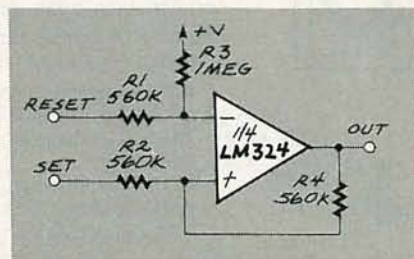 +V
R3
1MEG
R1
560K
RESET
R2
560K
SET
1/4
LM324
−
+
OUT
R4
560K